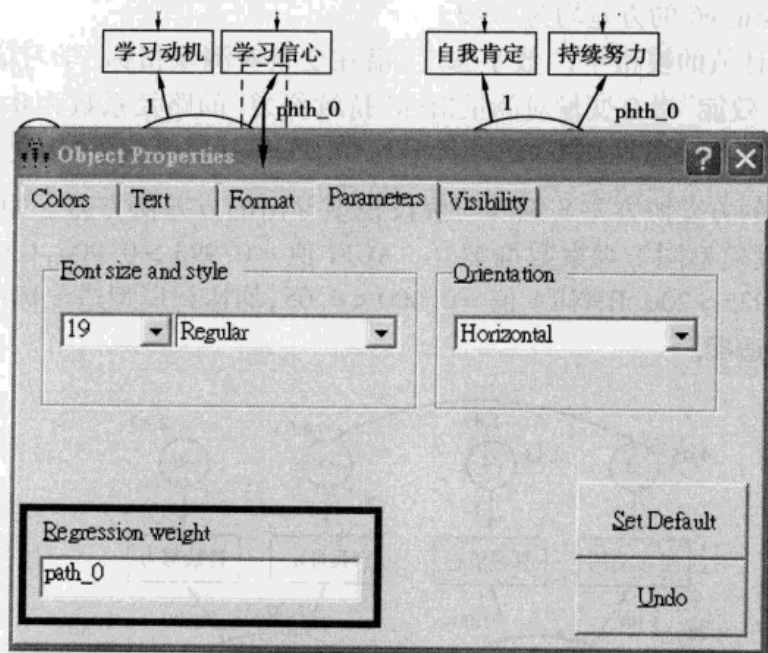 学习动机 学习信心 自我肯定 持续努力
1 phth_0 1 phth_0
Object Properties
Colors Text Format Parameters Visibility
Font size and style Orientation
19 Regular Horizontal
Set Default
Regression weight
path_0
Undo